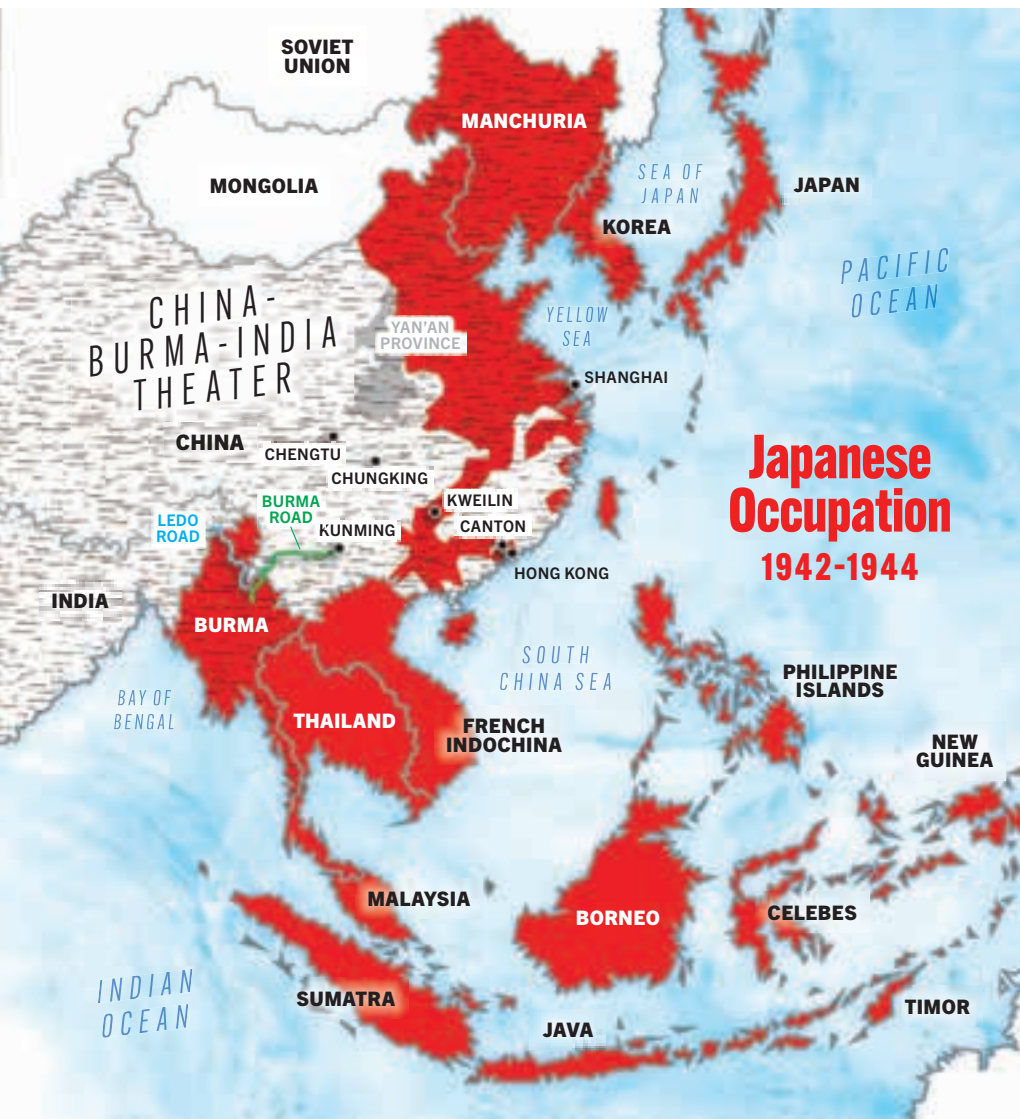 SOVIET
UNION
MANCHURIA
MONGOLIA
SEA OF
JAPAN
JAPAN
KOREA
PACIFIC
OCEAN
CHINA-
BURMA-INDIA
THEATER
YAN'AN
PROVINCE
YELLOW
SEA
SHANGHAI
CHINA
CHENGTU
CHUNGKING
Japanese
Occupation
1942-1944
BURMA
ROAD
KWEILIN
LEDO
ROAD
KUNMING
CANTON
HONG KONG
INDIA
BURMA
SOUTH
CHINA SEA
BAY OF
BENGAL
PHILIPPINE
ISLANDS
THAILAND
FRENCH
INDOCHINA
NEW
GUINEA
MALAYSIA
BORNEO
CELEBES
INDIAN
OCEAN
SUMATRA
JAVA
TIMOR